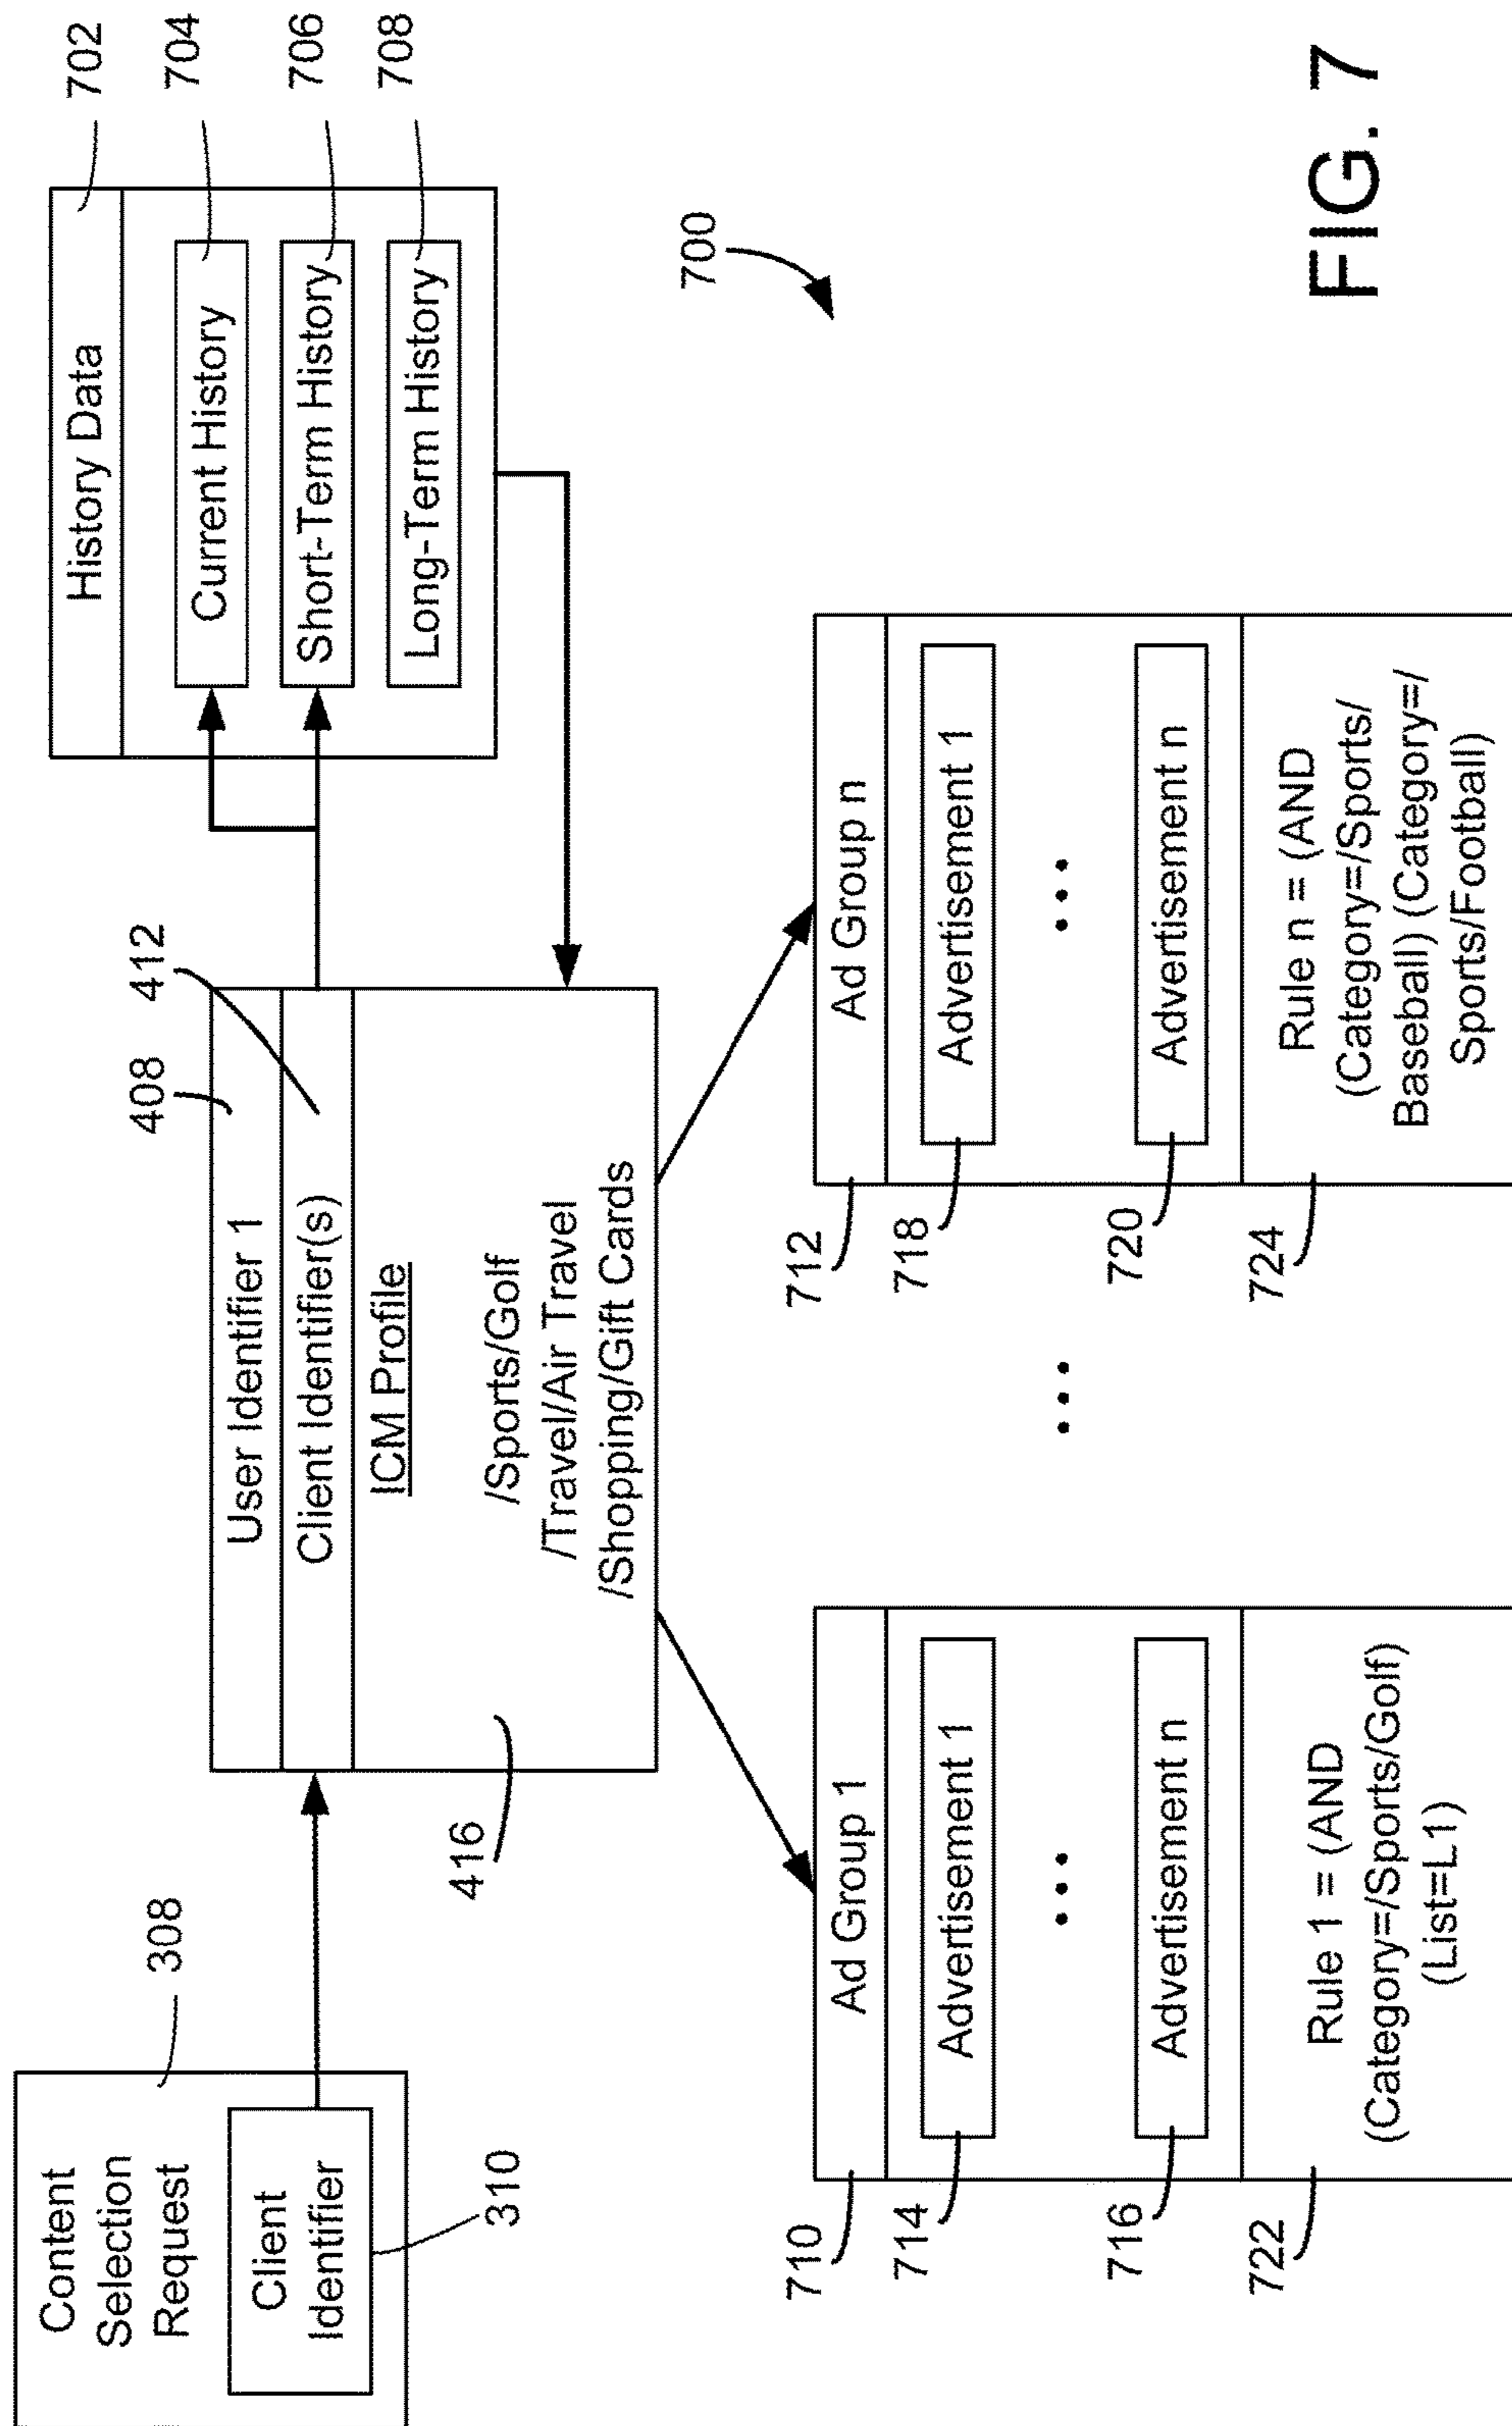 Content
Selection
Request
308
Client
Identifier
310
408
412
User Identifier 1
Client Identifier(s)
ICM Profile
/Sports/Golf
/Travel/Air Travel
/Shopping/Gift Cards
416
History Data
702
Current History
704
Short-Term History
706
Long-Term History
708
700
Ad Group 1
710
Advertisement 1
714
...
Advertisement n
716
Rule 1 = (AND
(Category=/Sports/Golf)
(List=L1)
722
...
Ad Group n
712
Advertisement 1
718
...
Advertisement n
720
Rule n = (AND
(Category=/Sports/
Baseball) (Category=/
Sports/Football)
724
FIG. 7